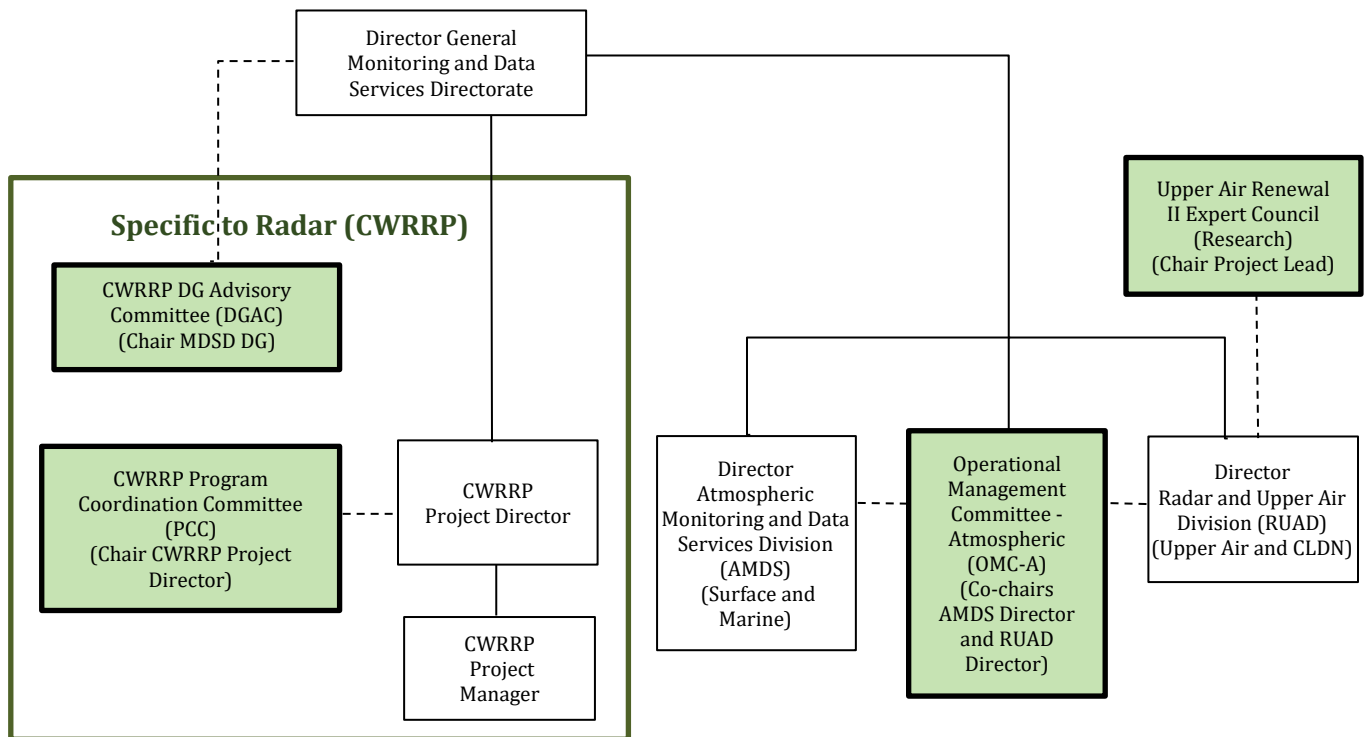 Director General
Monitoring and Data
Services Directorate
Specific to Radar (CWRRP)
CWRRP DG Advisory
Committee (DGAC)
(Chair MDSD DG)
CWRRP Program
Coordination Committee
(PCC)
(Chair CWRRP Project
Director)
CWRRP
Project Director
CWRRP
Project
Manager
Upper Air Renewal
II Expert Council
(Research)
(Chair Project Lead)
Director
Atmospheric
Monitoring and Data
Services Division
(AMDS)
(Surface and
Marine)
Operational
Management
Committee -
Atmospheric
(OMC-A)
(Co-chairs
AMDS Director
and RUAD
Director)
Director
Radar and Upper Air
Division (RUAD)
(Upper Air and CLDN)